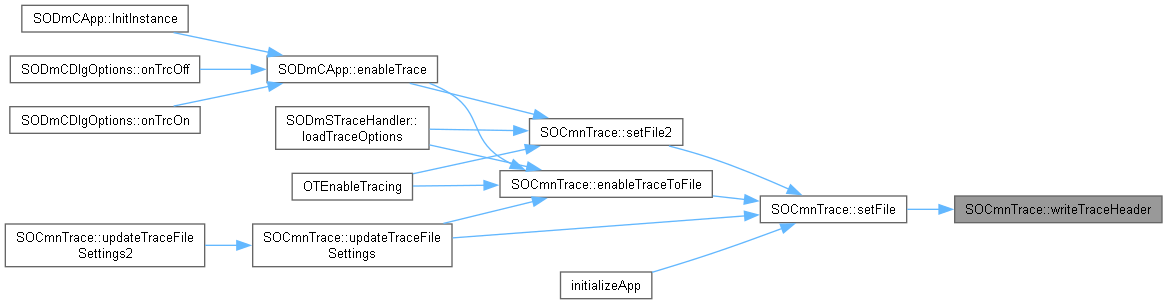 SODmCApp::InitInstance
SODmCDlgOptions::onTrcOff
SODmCApp::enableTrace
SODmCDlgOptions::onTrcOn
SODmSTraceHandler::
loadTraceOptions
SOCmnTrace::setFile2
OTEnableTracing
SOCmnTrace::enableTraceToFile
SOCmnTrace::setFile
SOCmnTrace::writeTraceHeader
SOCmnTrace::updateTraceFile
Settings2
SOCmnTrace::updateTraceFile
Settings
initializeApp